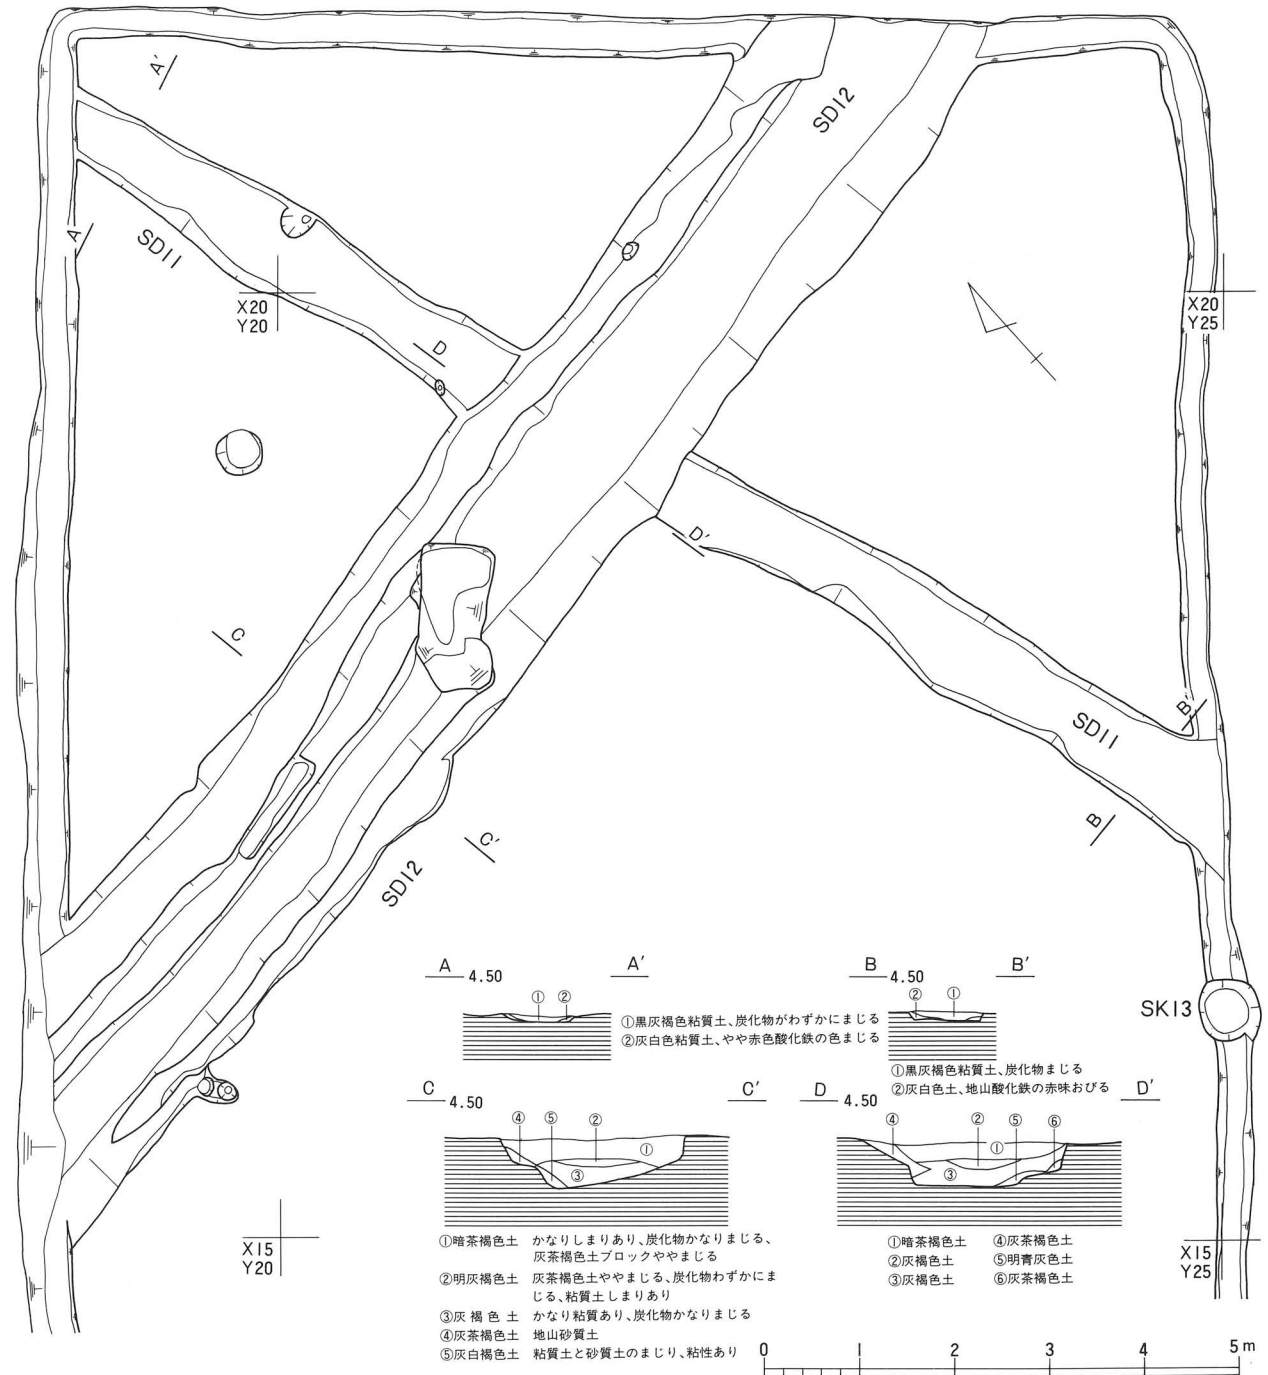 A'
SD12
A
SD11
X20
Y20
X20
Y25
D
D'
C
B'
SD11
B
C'
SD12
A 4.50 A'
① ②
①黒灰褐色粘質土、炭化物がわずかにまじる
②灰白色粘質土、やや赤色酸化鉄の色まじる
B 4.50 B'
② ①
①黒灰褐色粘質土、炭化物まじる
②灰白色土、地山酸化鉄の赤味おびる
SK13
C 4.50 C'
④ ⑤ ② ①
③
①暗茶褐色土 かなりしまりあり、炭化物かなりまじる、
灰茶褐色土ブロックややまじる
②明灰褐色土 灰茶褐色土ややまじる、炭化物わずかにま
じる、粘質土しまりあり
③灰褐色土 かなり粘質あり、炭化物かなりまじる
④灰茶褐色土 地山砂質土
⑤灰白褐色土 粘質土と砂質土のまじり、粘性あり
D 4.50 D'
④ ② ⑤ ⑥
①
③
①暗茶褐色土 ④灰茶褐色土
②灰褐色土 ⑤明青灰色土
③灰褐色土 ⑥灰茶褐色土
X15
Y20
X15
Y25
0 1 2 3 4 5m